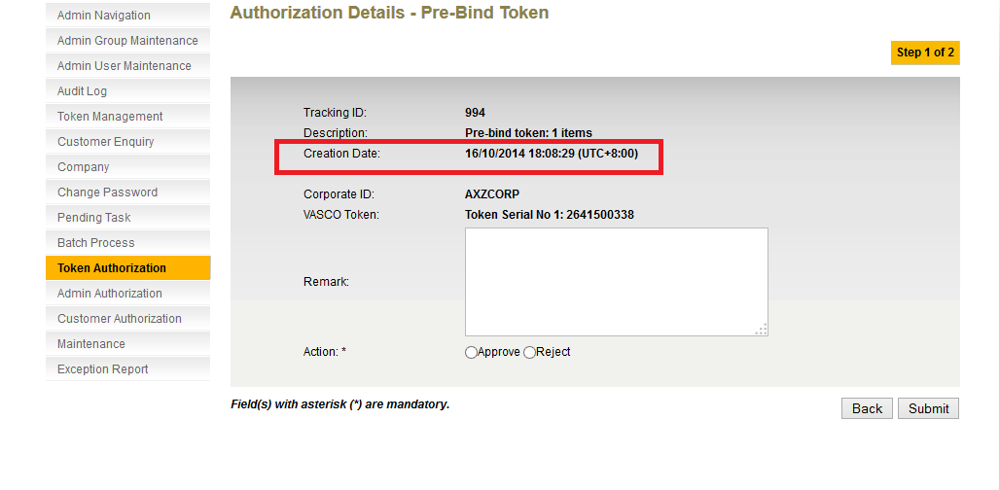 Admin Navigation
Admin Group Maintenance
Admin User Maintenance
Audit Log
Token Management
Customer Enquiry
Company
Change Password
Pending Task
Batch Process
Token Authorization
Admin Authorization
Customer Authorization
Maintenance
Exception Report
Authorization Details - Pre-Bind Token
Step 1 of 2
Tracking ID: 994
Description: Pre-bind token: 1 items
Creation Date: 16/10/2014 18:08:29 (UTC+8:00)
Corporate ID: AXZCORP
VASCO Token: Token Serial No 1: 2641500338
Remark:
Action: * Approve Reject
Field(s) with asterisk (*) are mandatory.
Back Submit